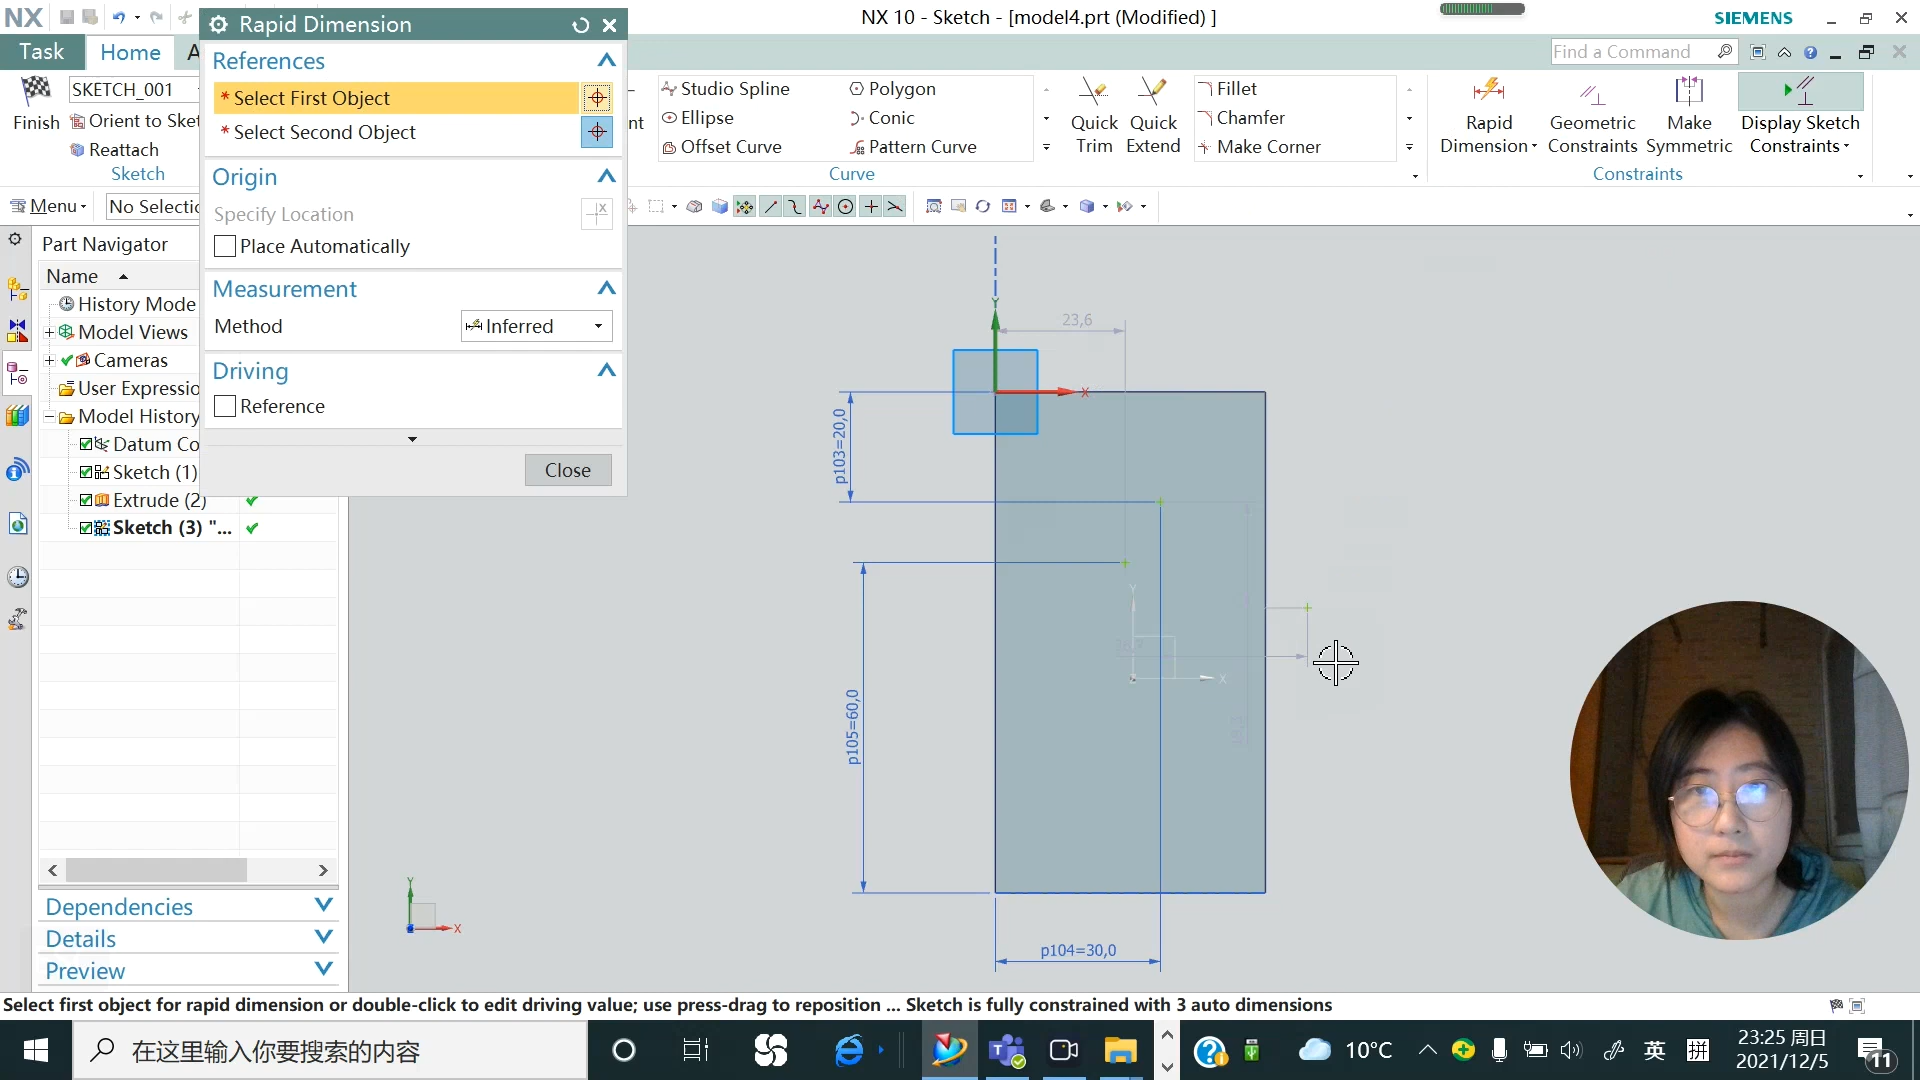 NX
Rapid Dimension
NX 10 - Sketch - [model4.prt (Modified) ]
SIEMENS
Task
Home
A
Find a Command
Finish
SKETCH_001
Orient to Sket
Reattach
Sketch
References
* Select First Object
* Select Second Object
Origin
Specify Location
Place Automatically
Measurement
Method
Inferred
Driving
Reference
Close
nt
Studio Spline
Polygon
Ellipse
Conic
Offset Curve
Pattern Curve
Curve
Quick Trim
Quick Extend
Fillet
Chamfer
Make Corner
Rapid Dimension
Geometric Constraints
Make Symmetric
Display Sketch Constraints
Constraints
Menu
No Selectio
Part Navigator
Name
History Mode
Model Views
Cameras
User Expressio
Model History
Datum Co
Sketch (1)
Extrude (2)
Sketch (3) "...
Dependencies
Details
Preview
Y
23,6
X
p103=20,0
Y
X
p105=60,0
p104=30,0
Y
X
Select first object for rapid dimension or double-click to edit driving value; use press-drag to reposition ... Sketch is fully constrained with 3 auto dimensions
在这里输入你要搜索的内容
10°C
英
拼
23:25 周日
2021/12/5
11